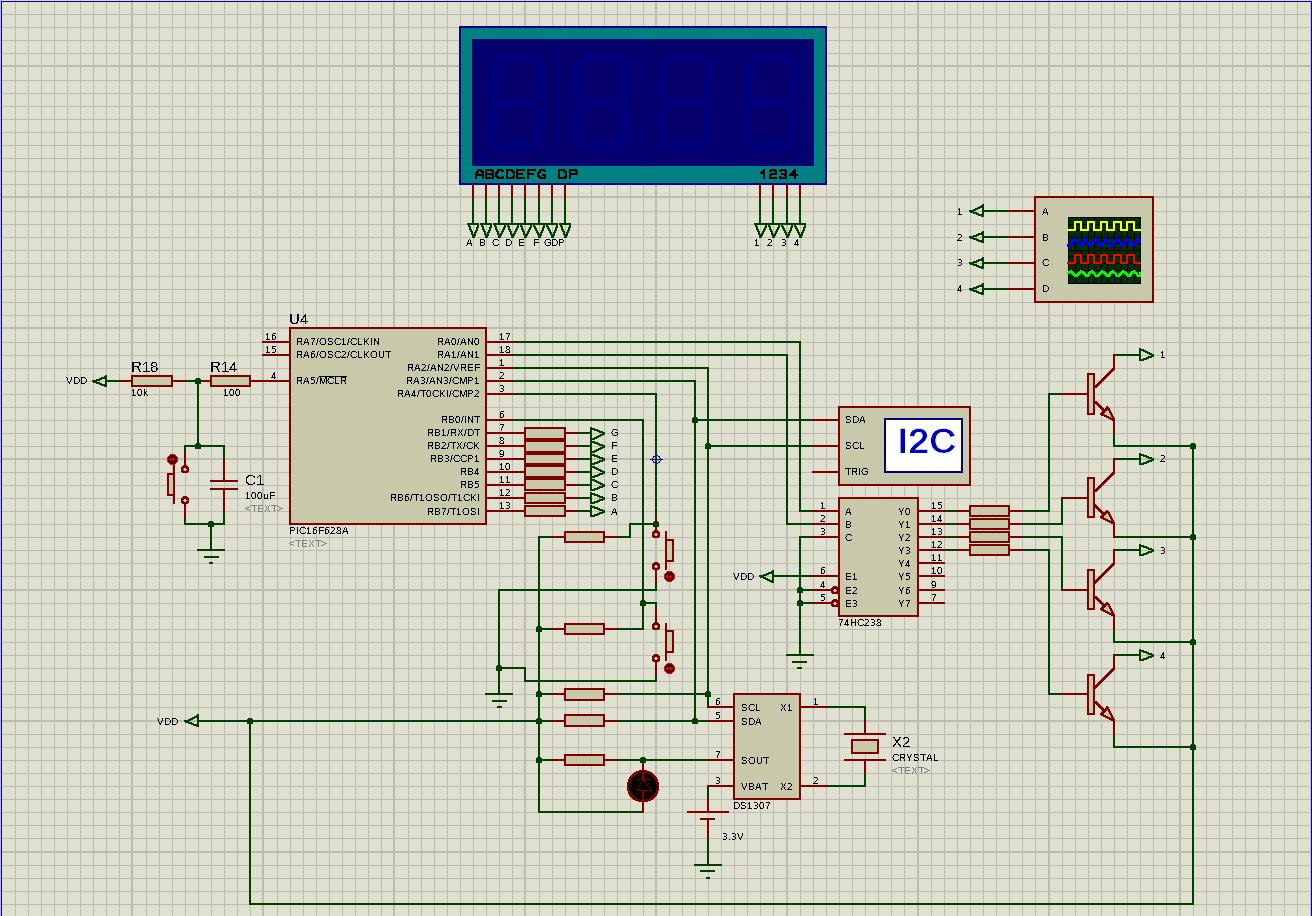 ABCDEFG DP 1234
A B C D E F G DP 1 2 3 4
1 A
2 B
3 C
4 D
U4
16 RA7/OSC1/CLKIN RA0/AN0 17
15 RA6/OSC2/CLKOUT RA1/AN1 18
RA2/AN2/VREF 1
4 RA5/MCLR RA3/AN3/CMP1 2
RA4/T0CKI/CMP2 3
RB0/INT 6
RB1/RX/DT 7 G
RB2/TX/CK 8 F
RB3/CCP1 9 E
RB4 10 D
RB5 11 C
RB6/T1OSO/T1CKI 12 B
RB7/T1OSI 13 A
PIC16F628A
<TEXT>
VDD R18 R14
10k 100
C1
100uF
<TEXT>
SDA
SCL
TRIG
I2C
1 A Y0 15
2 B Y1 14
3 C Y2 13
Y3 12
Y4 11
VDD 6 E1 Y5 10
4 E2 Y6 9
5 E3 Y7 7
74HC238
1
2
3
4
VDD
6 SCL X1 1
5 SDA
7 SOUT
3 VBAT X2 2
DS1307
X2
CRYSTAL
<TEXT>
3.3V